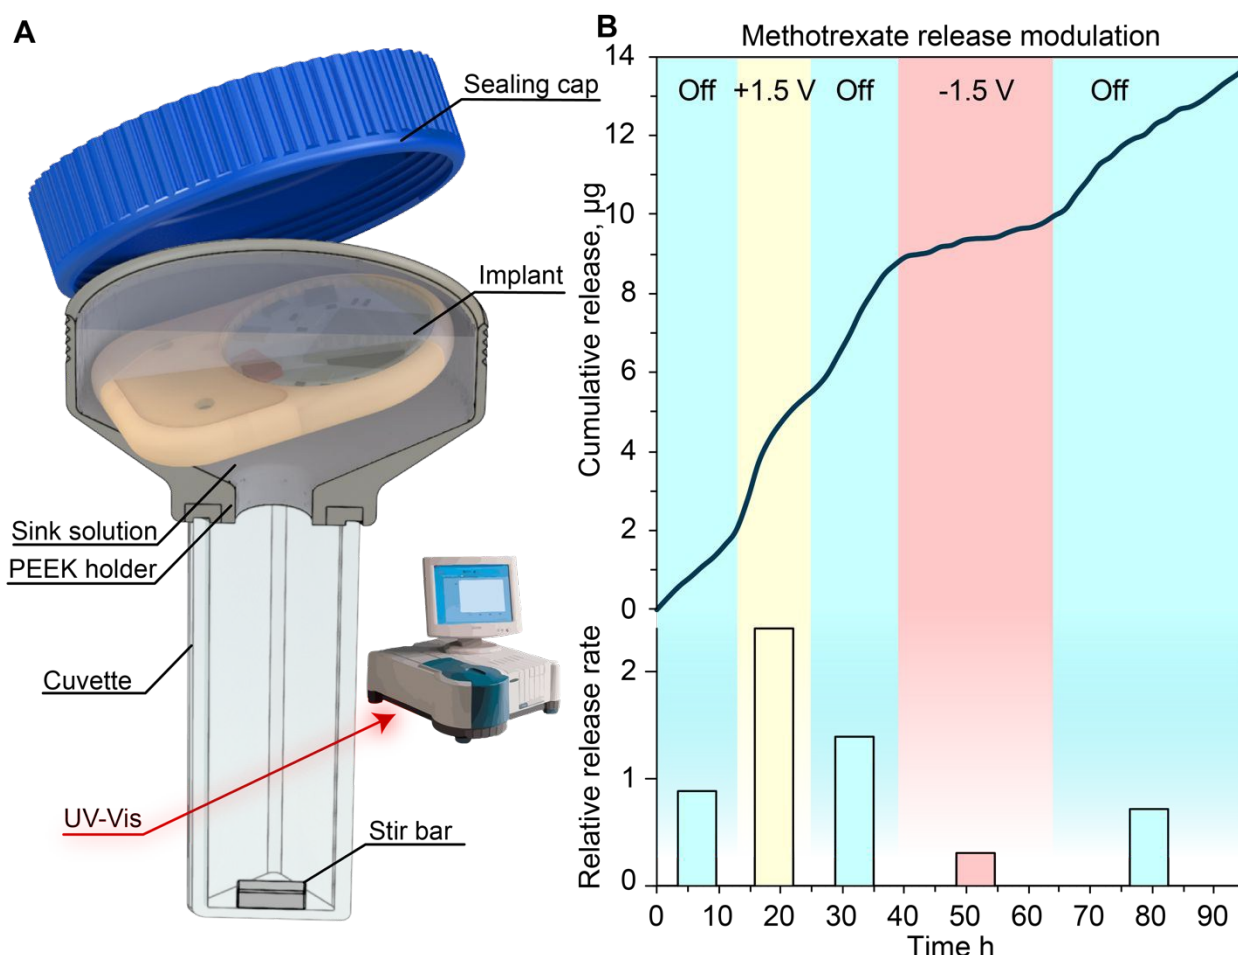 A
Sealing cap
Implant
Sink solution
PEEK holder
Cuvette
UV-Vis
Stir bar
B
Methotrexate release modulation
Off +1.5 V Off -1.5 V Off
Cumulative release, µg
14
12
10
8
6
4
2
0
Relative release rate
2
1
0
0 10 20 30 40 50 60 70 80 90
Time h